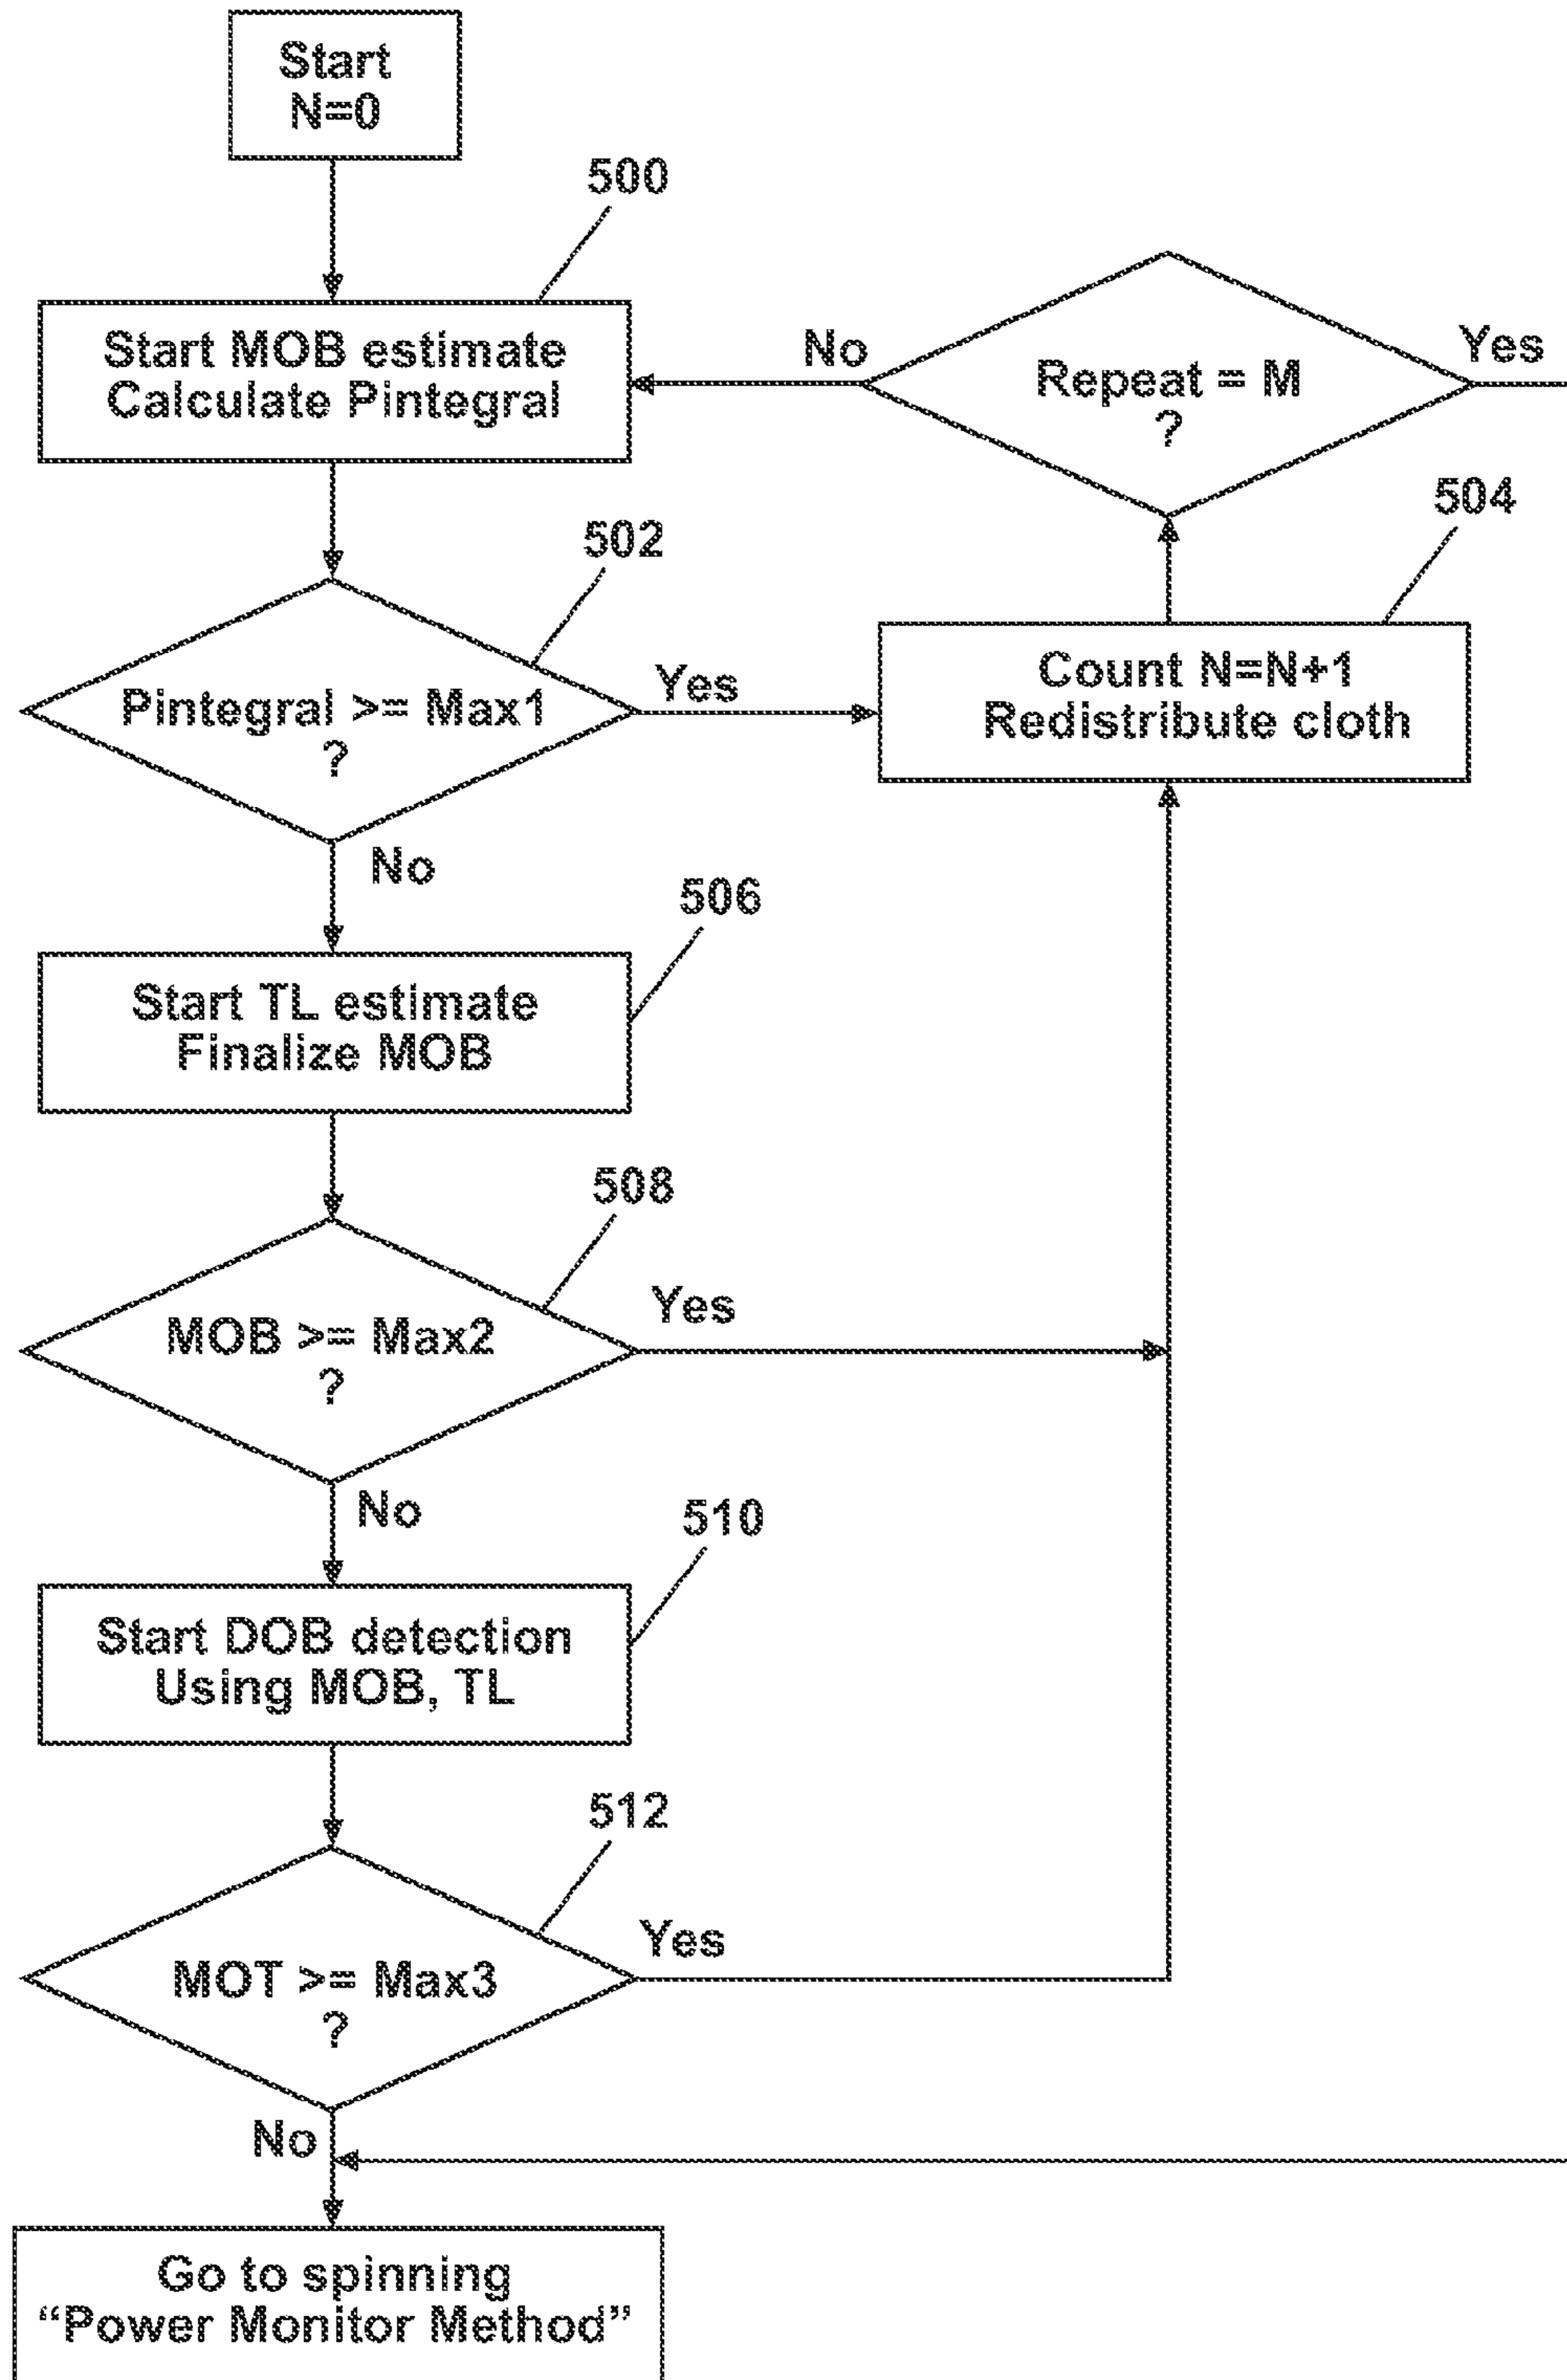 Start
N=0
500
Start MOB estimate
Calculate Pintegral
No
Repeat = M
?
Yes
504
502
Pintegral >= Max1
?
Yes
Count N=N+1
Redistribute cloth
No
506
Start TL estimate
Finalize MOB
508
MOB >= Max2
?
Yes
No
510
Start DOB detection
Using MOB, TL
512
MOT >= Max3
?
Yes
No
Go to spinning
“Power Monitor Method”